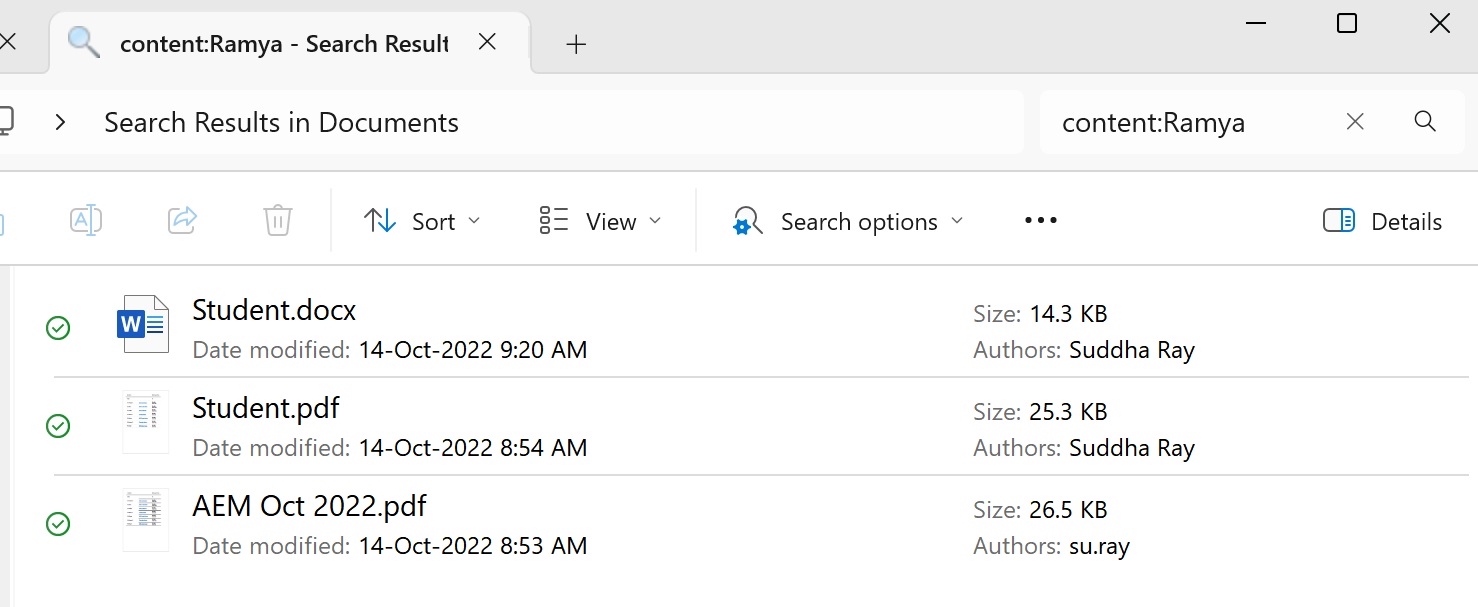 content:Ramya - Search Result
Search Results in Documents
content:Ramya
Sort
View
Search options
Details
Student.docx
Date modified: 14-Oct-2022 9:20 AM
Size: 14.3 KB
Authors: Suddha Ray
Student.pdf
Date modified: 14-Oct-2022 8:54 AM
Size: 25.3 KB
Authors: Suddha Ray
AEM Oct 2022.pdf
Date modified: 14-Oct-2022 8:53 AM
Size: 26.5 KB
Authors: su.ray